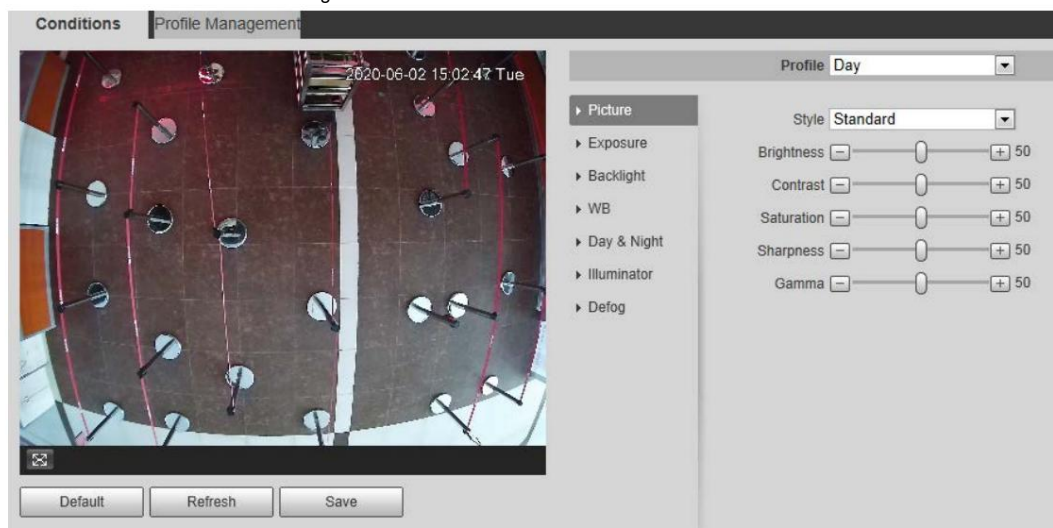 Conditions
Profile Management
2020-06-02 15:02:47 Tue
Profile Day
Picture
Exposure
Backlight
WB
Day & Night
Illuminator
Defog
Style Standard
Brightness 50
Contrast 50
Saturation 50
Sharpness 50
Gamma 50
Default
Refresh
Save